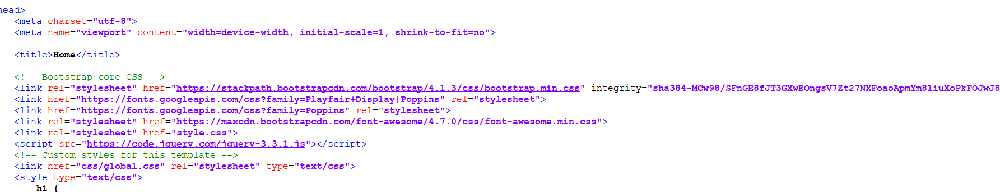 head>
<meta charset="utf-8">
<meta name="viewport" content="width=device-width, initial-scale=1, shrink-to-fit=no">
<title>Home</title>
<!-- Bootstrap core CSS -->
<link rel="stylesheet" href="https://stackpath.bootstrapcdn.com/bootstrap/4.1.3/css/bootstrap.min.css" integrity="sha384-MCw98/SFnGE8fJT3GXwEOngsV7Zt27NXFoaoApmYm81iuXoPkFOJwJ8
<link href="https://fonts.googleapis.com/css?family=Playfair+Display|Poppins" rel="stylesheet">
<link href="https://fonts.googleapis.com/css?family=Poppins" rel="stylesheet">
<link rel="stylesheet" href="https://maxcdn.bootstrapcdn.com/font-awesome/4.7.0/css/font-awesome.min.css">
<link rel="stylesheet" href="style.css">
<script src="https://code.jquery.com/jquery-3.3.1.js"></script>
<!-- Custom styles for this template -->
<link href="css/global.css" rel="stylesheet" type="text/css">
<style type="text/css">
h1 {